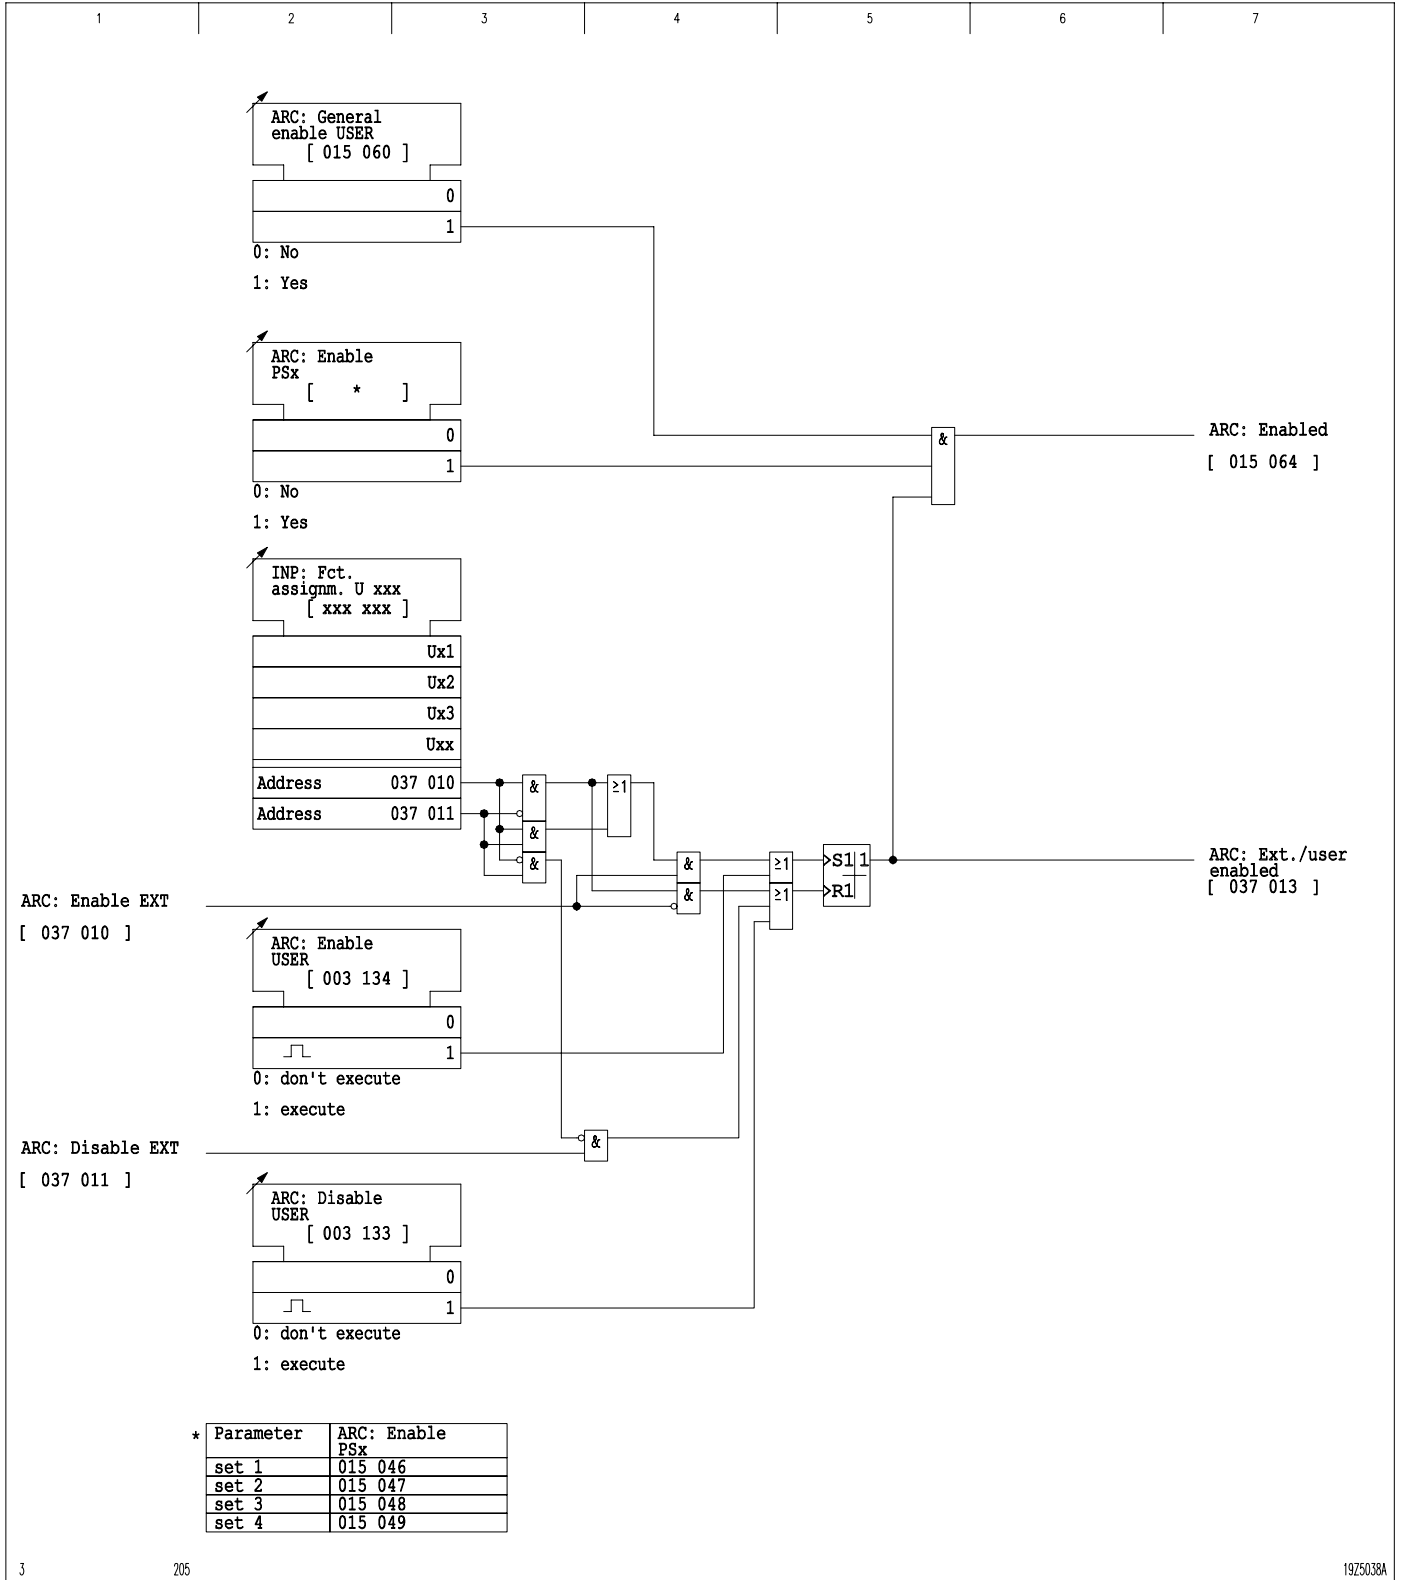 1 2 3 4 5 6 7
ARC: General
enable USER
[ 015 060 ]
0
1
0: No
1: Yes
ARC: Enable
PSx
[ * ]
0
1
0: No
1: Yes
&
ARC: Enabled
[ 015 064 ]
INP: Fct.
assignm. U xxx
[ xxx xxx ]
Ux1
Ux2
Ux3
Uxx
Address 037 010
Address 037 011
& ≥1
&
&
& ≥1 S1 1
& ≥1 R1
ARC: Ext./user
enabled
[ 037 013 ]
ARC: Enable EXT
[ 037 010 ]
ARC: Enable
USER
[ 003 134 ]
0
1
0: don't execute
1: execute
&
ARC: Disable EXT
[ 037 011 ]
ARC: Disable
USER
[ 003 133 ]
0
1
0: don't execute
1: execute
* Parameter ARC: Enable
PSx
set 1 015 046
set 2 015 047
set 3 015 048
set 4 015 049
3 205 19Z5038A